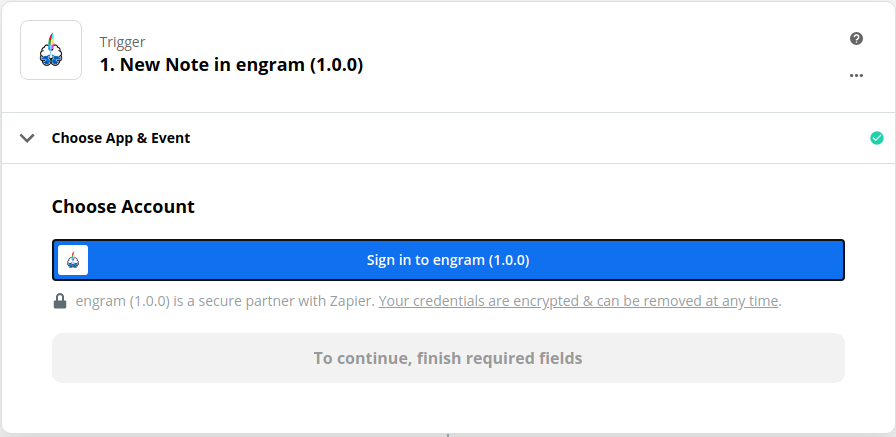 Trigger
1. New Note in engram (1.0.0)
Choose App & Event
Choose Account
Sign in to engram (1.0.0)
engram (1.0.0) is a secure partner with Zapier. Your credentials are encrypted & can be removed at any time.
To continue, finish required fields